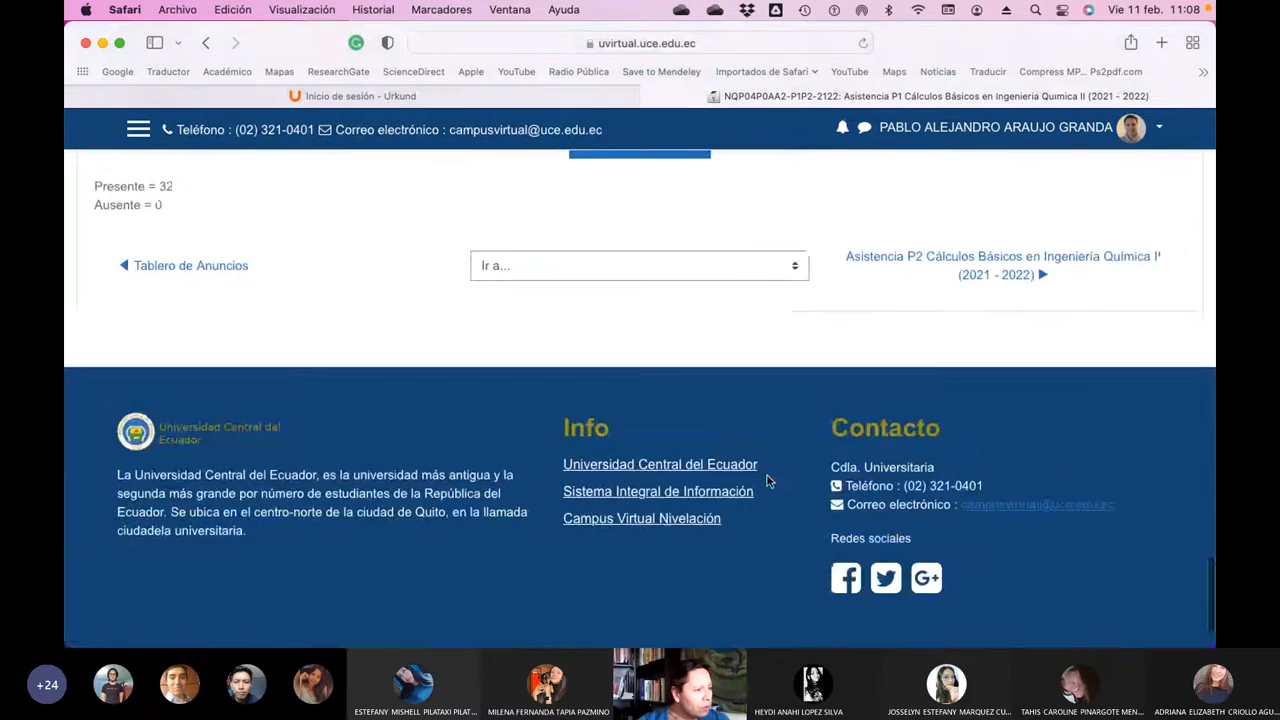 Safari Archivo Edición Visualización Historial Marcadores Ventana Ayuda Vie 11 feb. 11:08
uvirtual.uce.edu.ec
Google Traductor Académico Mapas ResearchGate ScienceDirect Apple YouTube Radio Pública Save to Mendeley Importados de Safari YouTube Maps Noticias Traducir Compress MP... Ps2pdf.com
Inicio de sesión - Urkund NQP04P0AA2-P1P2-2122: Asistencia P1 Cálculos Básicos en Ingeniería Química II (2021 - 2022)
Teléfono : (02) 321-0401 Correo electrónico : campusvirtual@uce.edu.ec PABLO ALEJANDRO ARAUJO GRANDA
Presente = 32
Ausente = 0
Tablero de Anuncios
Ir a...
Asistencia P2 Cálculos Básicos en Ingeniería Química II
(2021 - 2022)
Universidad Central del
Ecuador
La Universidad Central del Ecuador, es la universidad más antigua y la
segunda más grande por número de estudiantes de la República del
Ecuador. Se ubica en el centro-norte de la ciudad de Quito, en la llamada
ciudadela universitaria.
Info
Universidad Central del Ecuador
Sistema Integral de Información
Campus Virtual Nivelación
Contacto
Cdla. Universitaria
Teléfono : (02) 321-0401
Correo electrónico : campusvirtual@uce.edu.ec
Redes sociales
+24
ESTEFANY MISHELL PILATAXI PILAT... MILENA FERNANDA TAPIA PAZMINO HEYDI ANAHI LOPEZ SILVA JOSSELYN ESTEFANY MARQUEZ CU... TAHIS CAROLINE PINARGOTE MEN... ADRIANA ELIZABETH CRIOLLO AGU...